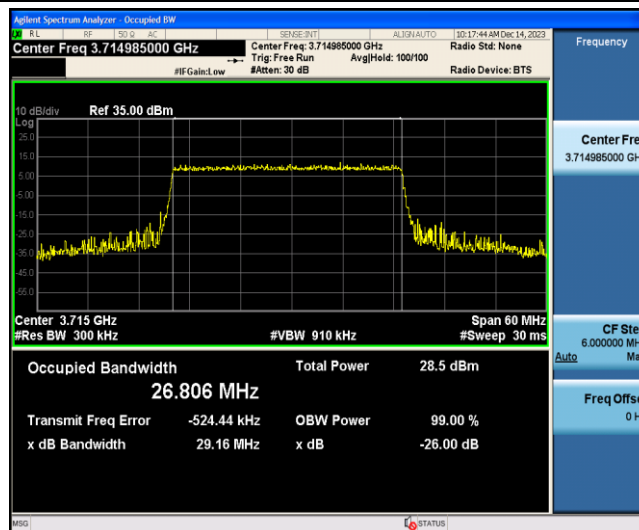 Agilent Spectrum Analyzer - Occupied BW
RL RF 50 Ω AC SENSE:INT ALIGNAUTO 10:17:44 AM Dec 14, 2023
Center Freq 3.714985000 GHz
Center Freq: 3.714985000 GHz
Radio Std: None
Trig: Free Run Avg|Hold: 100/100
#IFGain:Low
#Atten: 30 dB
Radio Device: BTS
Frequency
10 dB/div Ref 35.00 dBm
Log
25.0
15.0
5.00
-5.00
-15.0
-25.0
-35.0
-45.0
-55.0
Center Fre
3.714985000 GH
Center 3.715 GHz Span 60 MHz
#Res BW 300 kHz #VBW 910 kHz #Sweep 30 ms
CF Ste
6.000000 MH
Auto Ma
Occupied Bandwidth Total Power 28.5 dBm
26.806 MHz
Transmit Freq Error -524.44 kHz OBW Power 99.00 %
x dB Bandwidth 29.16 MHz x dB -26.00 dB
Freq Offse
0 H
MSG STATUS